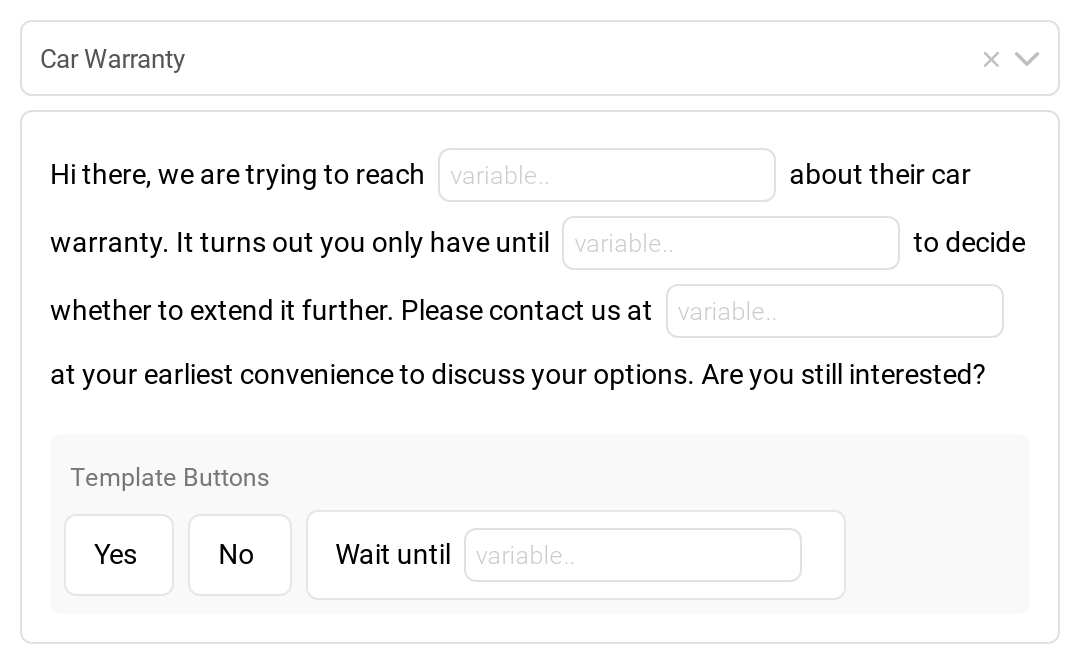 Car Warranty
Hi there, we are trying to reach variable.. about their car
warranty. It turns out you only have until variable.. to decide
whether to extend it further. Please contact us at variable..
at your earliest convenience to discuss your options. Are you still interested?
Template Buttons
Yes No Wait until variable..